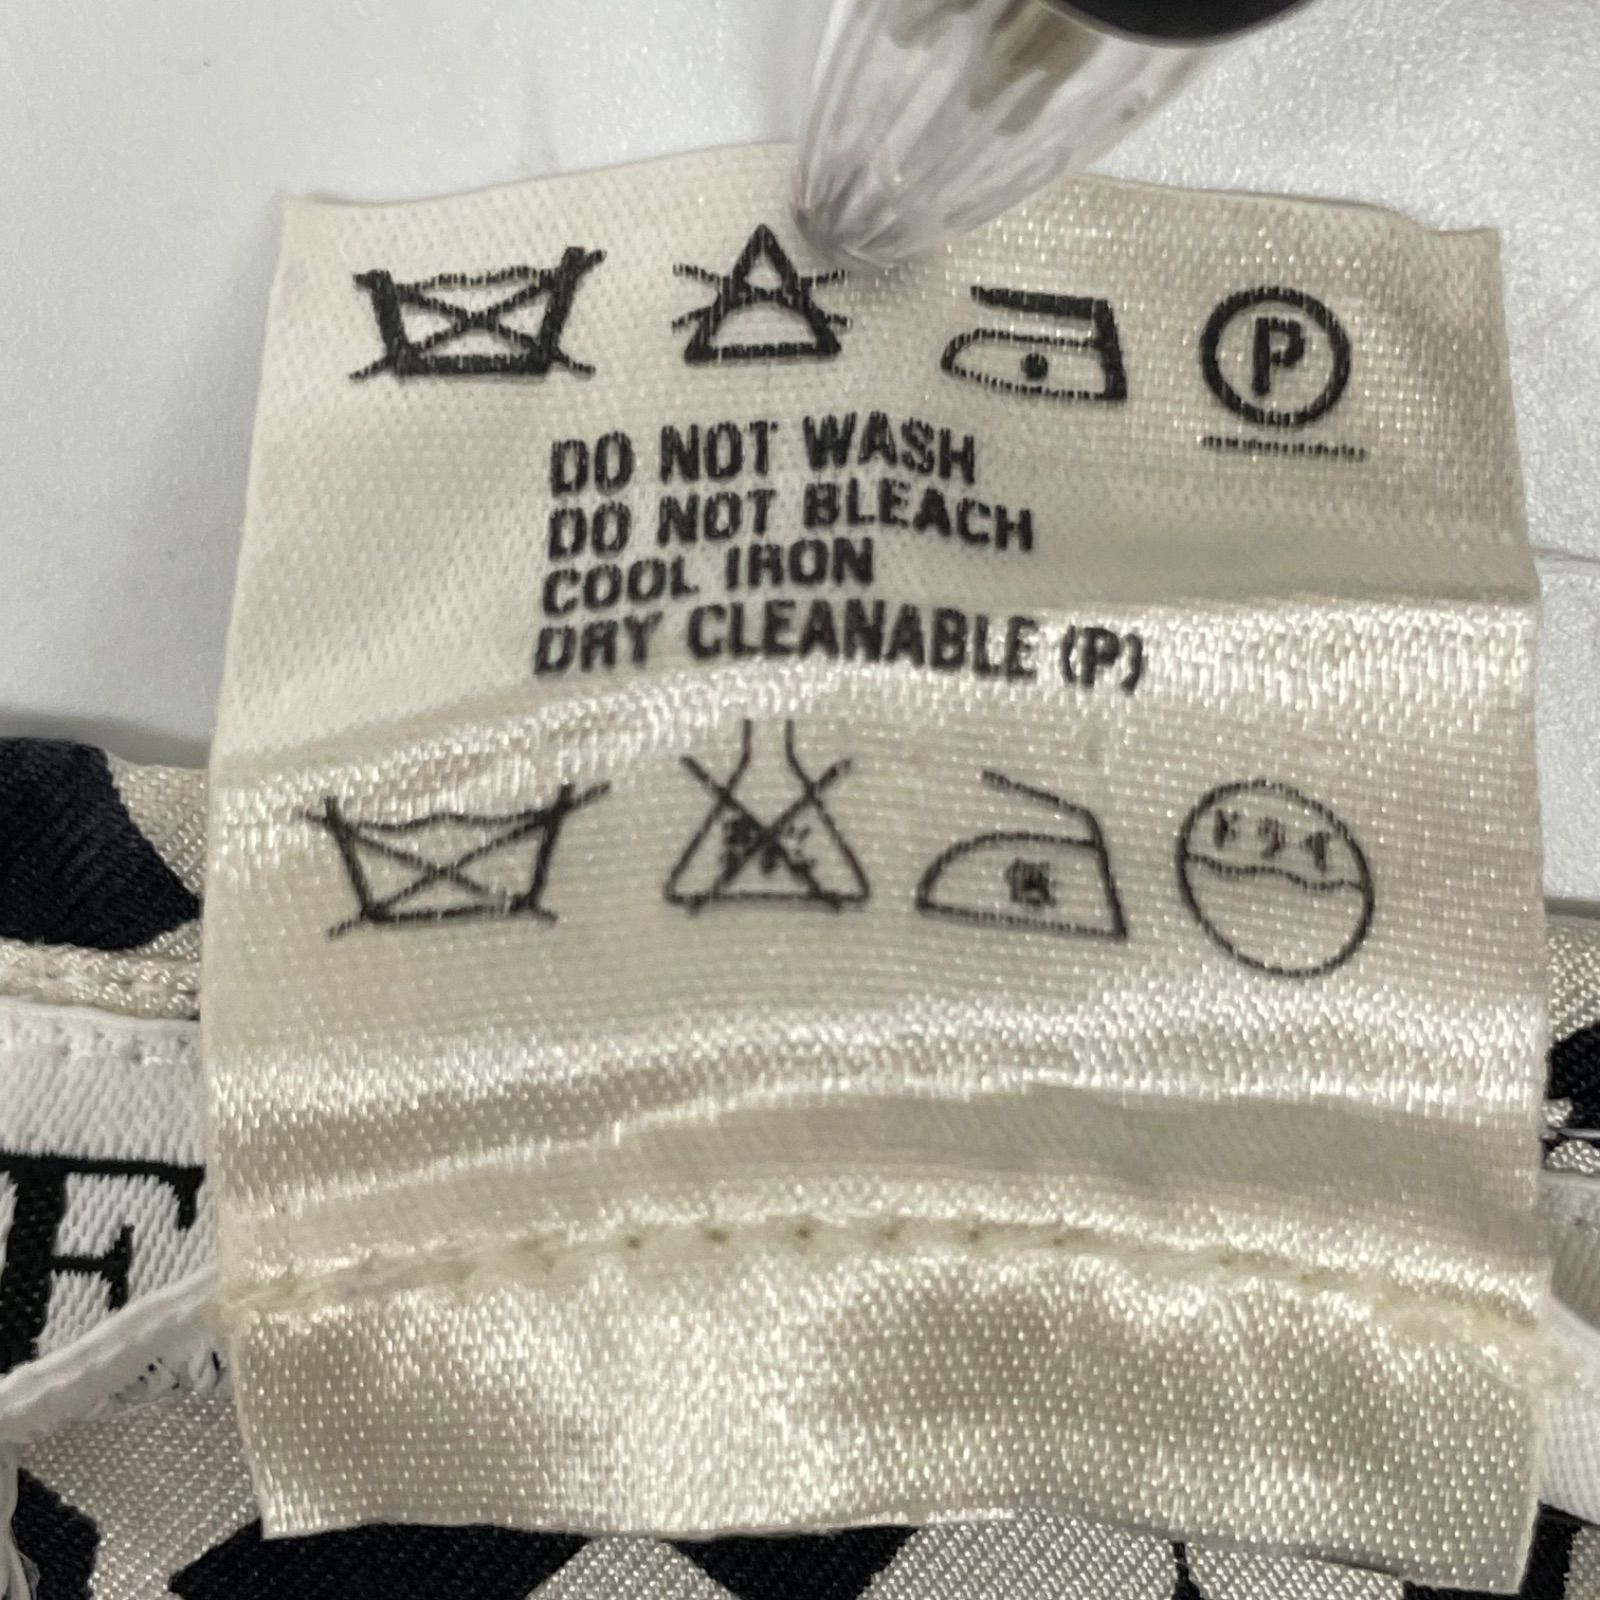 P
DO NOT WASH
DO NOT BLEACH
COOL IRON
DRY CLEANABLE (P)
低
ドライ